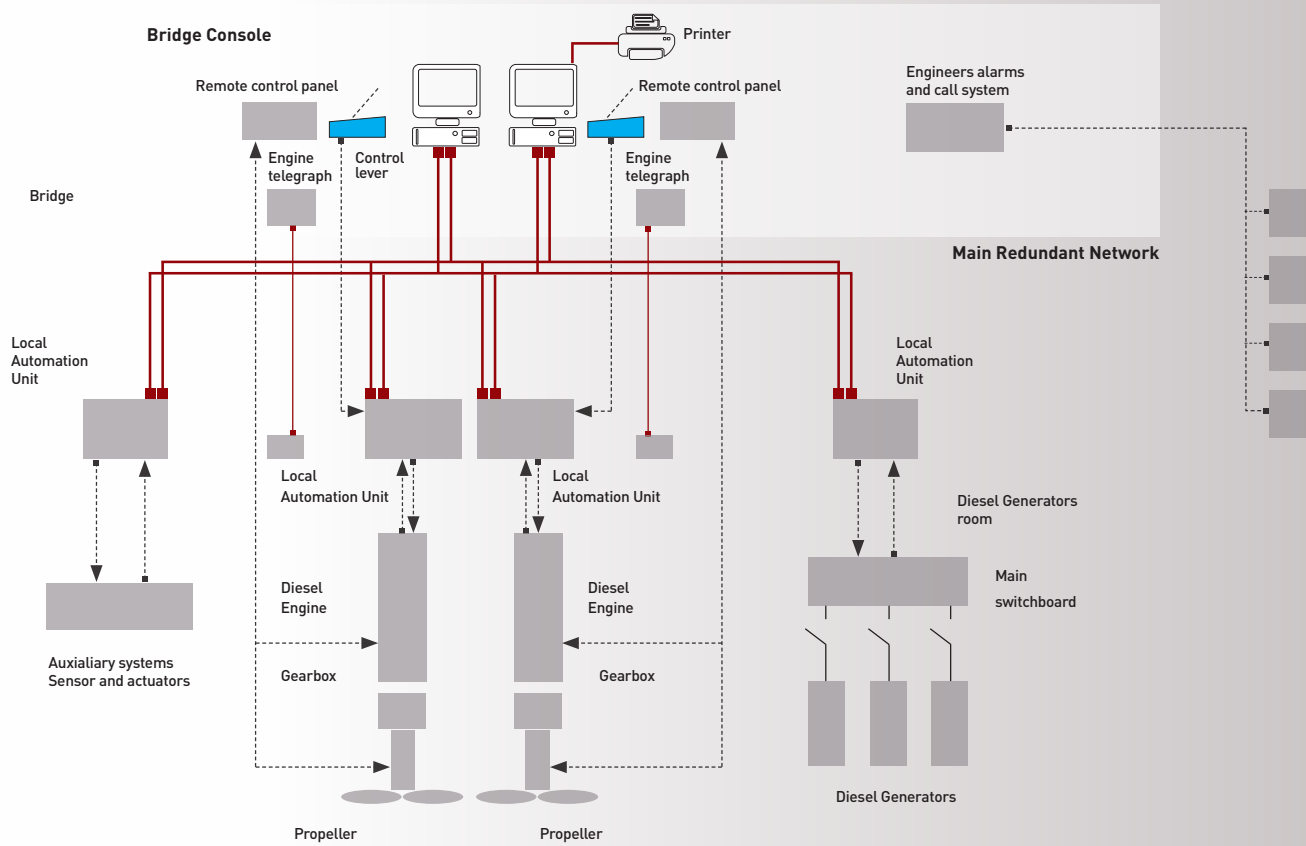 Bridge Console
Printer
Remote control panel
Remote control panel
Engineers alarms
and call system
Engine
telegraph
Control
lever
Engine
telegraph
Bridge
Main Redundant Network
Local
Automation
Unit
Local
Automation
Unit
Local
Automation Unit
Local
Automation Unit
Diesel Generators
room
Diesel
Engine
Diesel
Engine
Main
switchboard
Auxialiary systems
Sensor and actuators
Gearbox
Gearbox
Diesel Generators
Propeller
Propeller